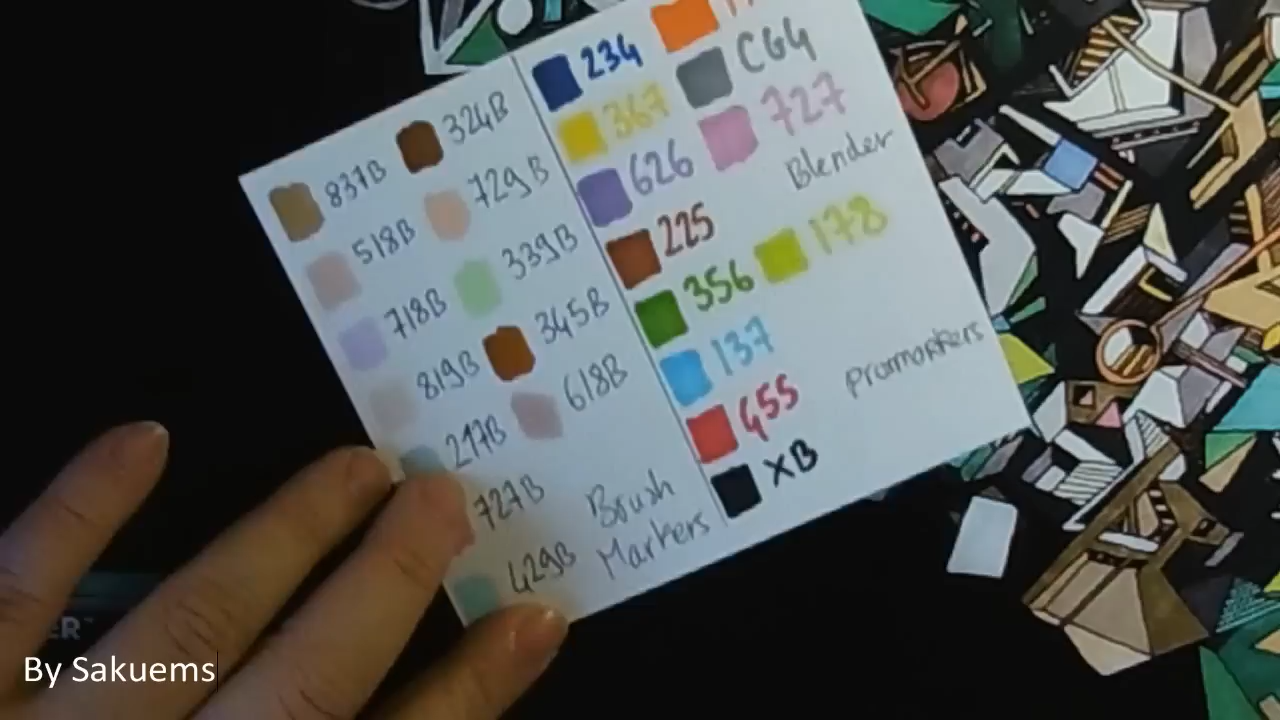 837B
324B
518B
729B
718B
339B
819B
345B
217B
618B
727B
429B
Brush
Markers
234
367
CG4
626
727
Blender
225
356
178
137
455
XB
promarkers
By Sakuems